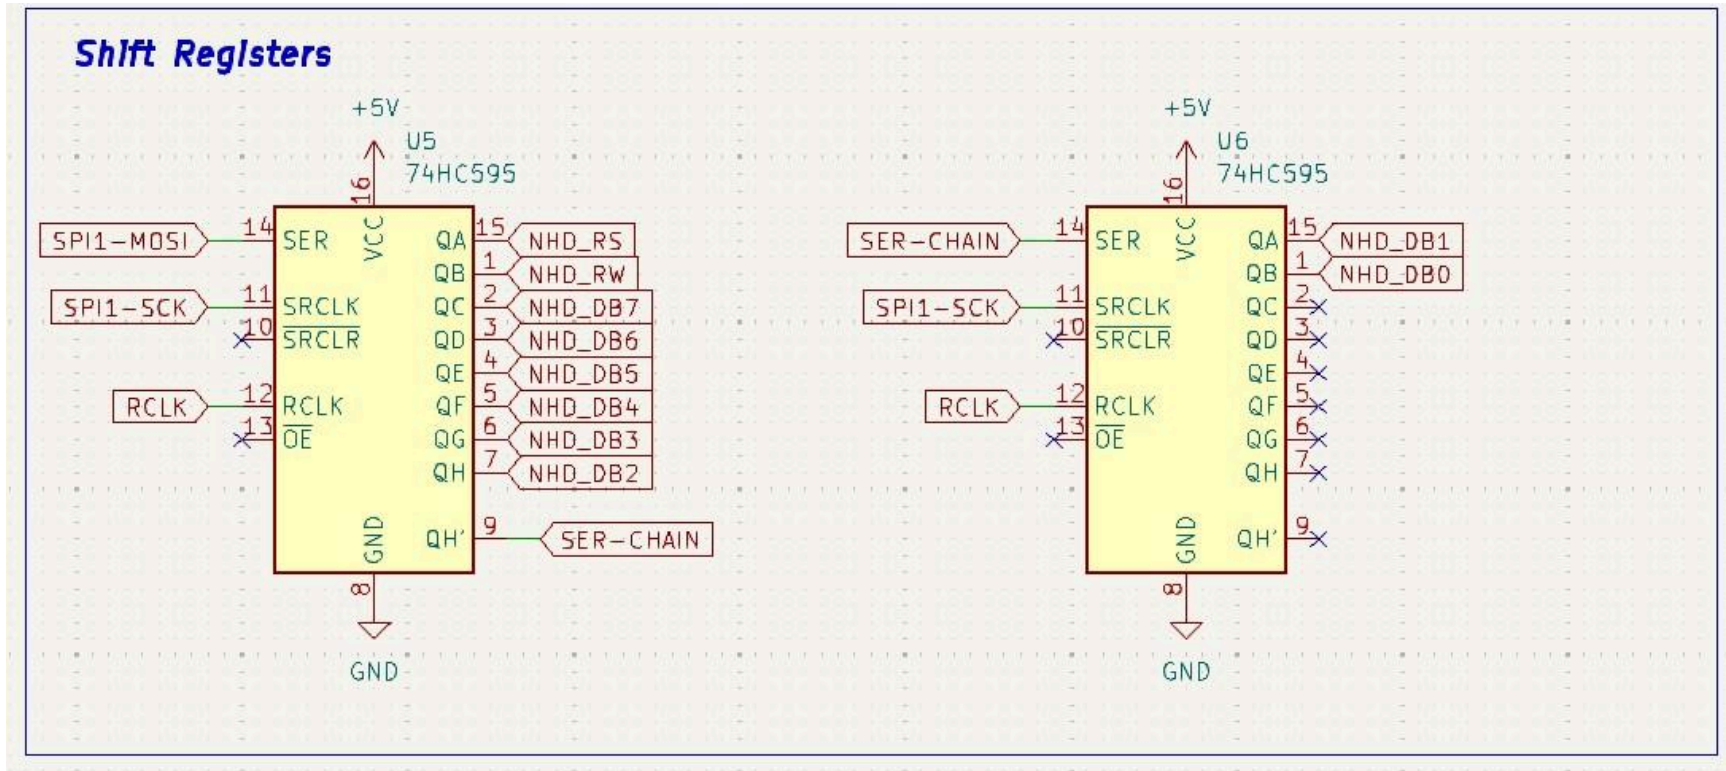 Shift Registers
+5V
U5
74HC595
16
VCC
SPI1-MOSI 14 SER QA 15 NHD_RS
QB 1 NHD_RW
SPI1-SCK 11 SRCLK QC 2 NHD_DB7
10 SRCLR QD 3 NHD_DB6
QE 4 NHD_DB5
RCLK 12 RCLK QF 5 NHD_DB4
13 OE QG 6 NHD_DB3
QH 7 NHD_DB2
GND
QH' 9 SER-CHAIN
8
GND
+5V
U6
74HC595
16
VCC
SER-CHAIN 14 SER QA 15 NHD_DB1
QB 1 NHD_DB0
SPI1-SCK 11 SRCLK QC 2
10 SRCLR QD 3
QE 4
RCLK 12 RCLK QF 5
13 OE QG 6
QH 7
GND
QH' 9
8
GND